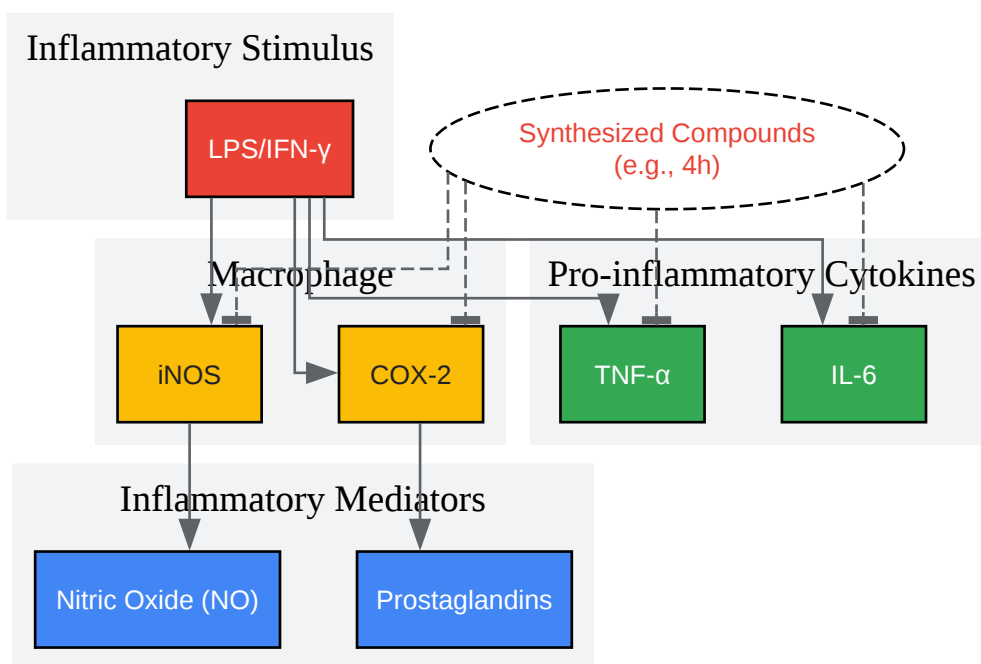 Inflammatory Stimulus
LPS/IFN-γ
Synthesized Compounds
(e.g., 4h)
Macrophage
Pro-inflammatory Cytokines
iNOS
COX-2
TNF-α
IL-6
Inflammatory Mediators
Nitric Oxide (NO)
Prostaglandins